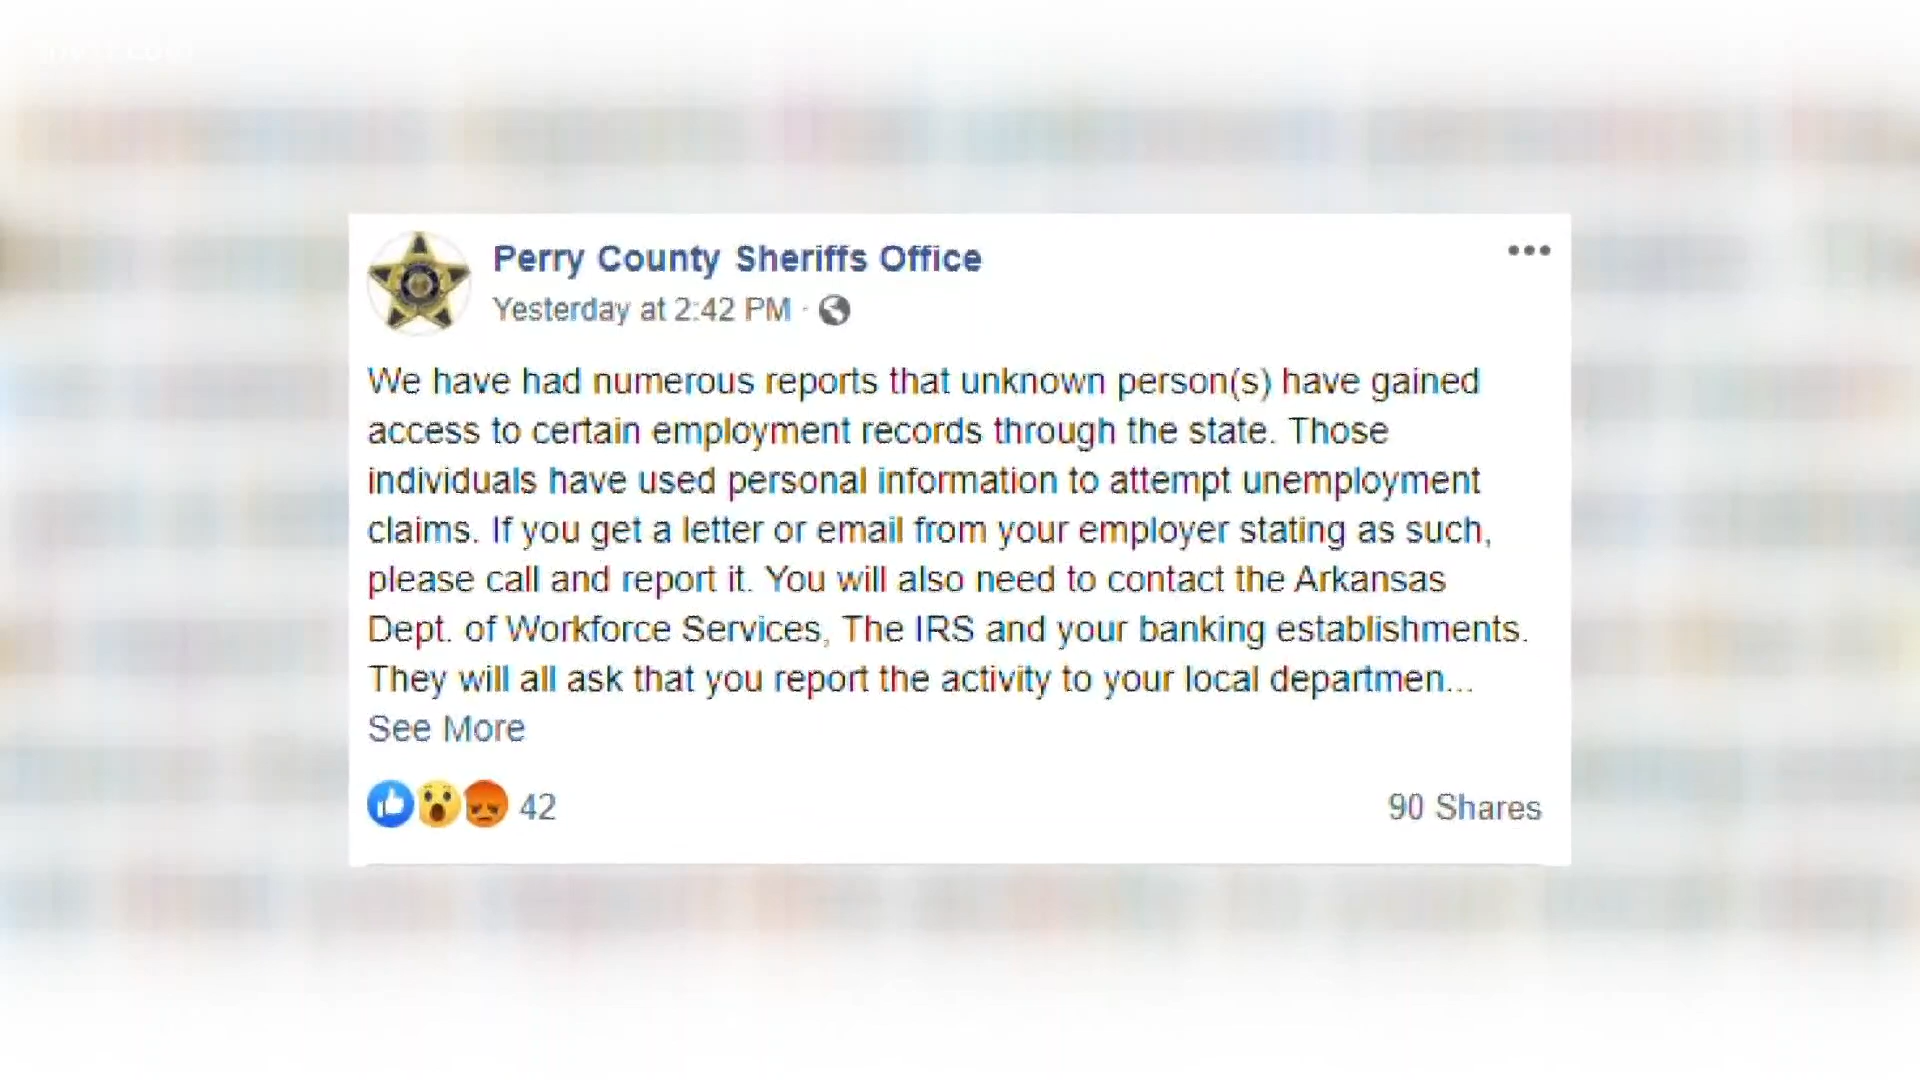 Perry County Sheriffs Office
Yesterday at 2:42 PM ·
We have had numerous reports that unknown person(s) have gained
access to certain employment records through the state. Those
individuals have used personal information to attempt unemployment
claims. If you get a letter or email from your employer stating as such,
please call and report it. You will also need to contact the Arkansas
Dept. of Workforce Services, The IRS and your banking establishments.
They will all ask that you report the activity to your local departmen...
See More
42
90 Shares